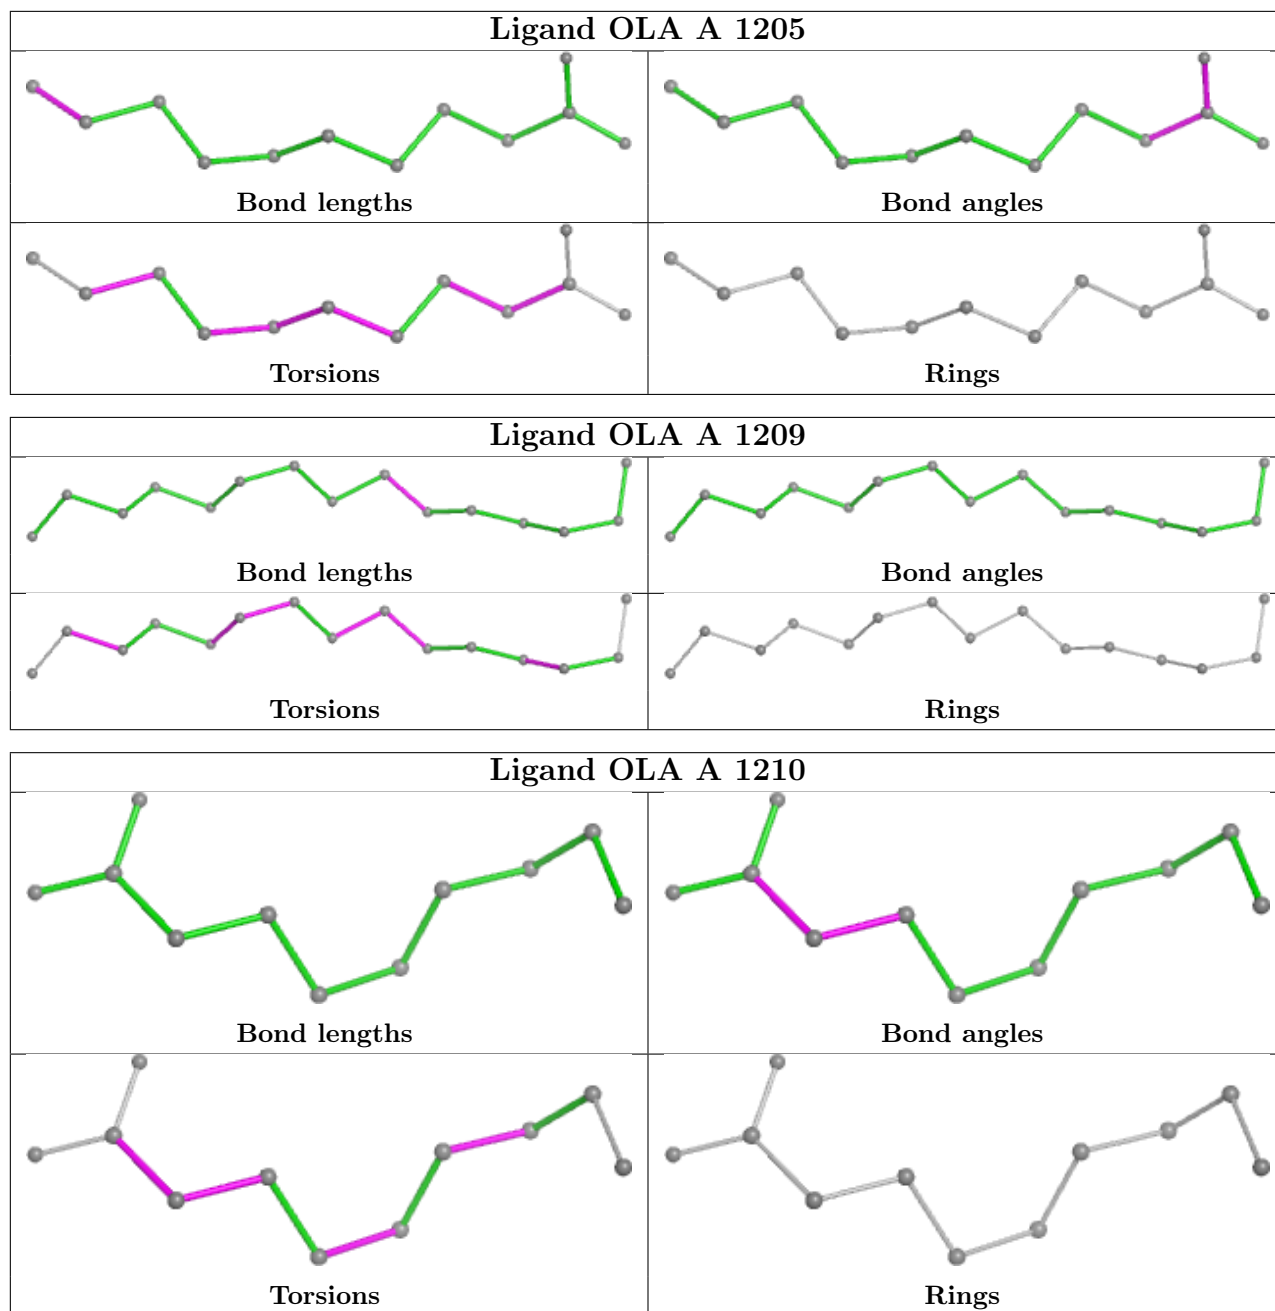 Ligand OLA A 1205
Bond lengths
Bond angles
Torsions
Rings
Ligand OLA A 1209
Bond lengths
Bond angles
Torsions
Rings
Ligand OLA A 1210
Bond lengths
Bond angles
Torsions
Rings